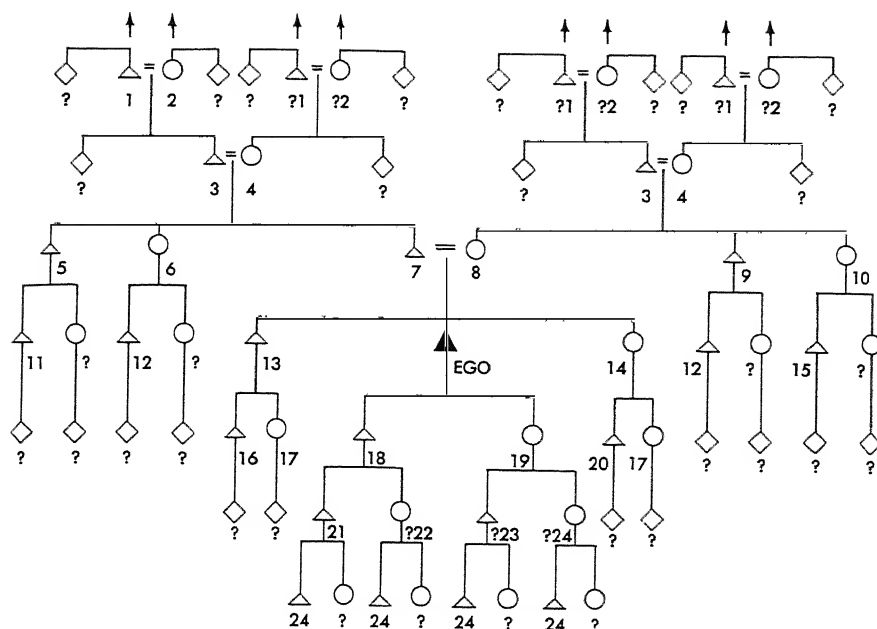 ? 1 2 ? ? ?1 ?2 ? ? ?1 ?2 ? ? ?1 ?2 ?
= = = =
? 3 4 ? ? 3 4 ?
= =
5 6 7 = 8 9 10
11 ? 12 ? 13 EGO 14 12 ? 15 ?
? ? ? ? 16 17 18 19 20 17 ? ? ? ?
? ? 21 ?22 ?23 ?24 ? ?
24 ? 24 ? 24 ? 24 ?